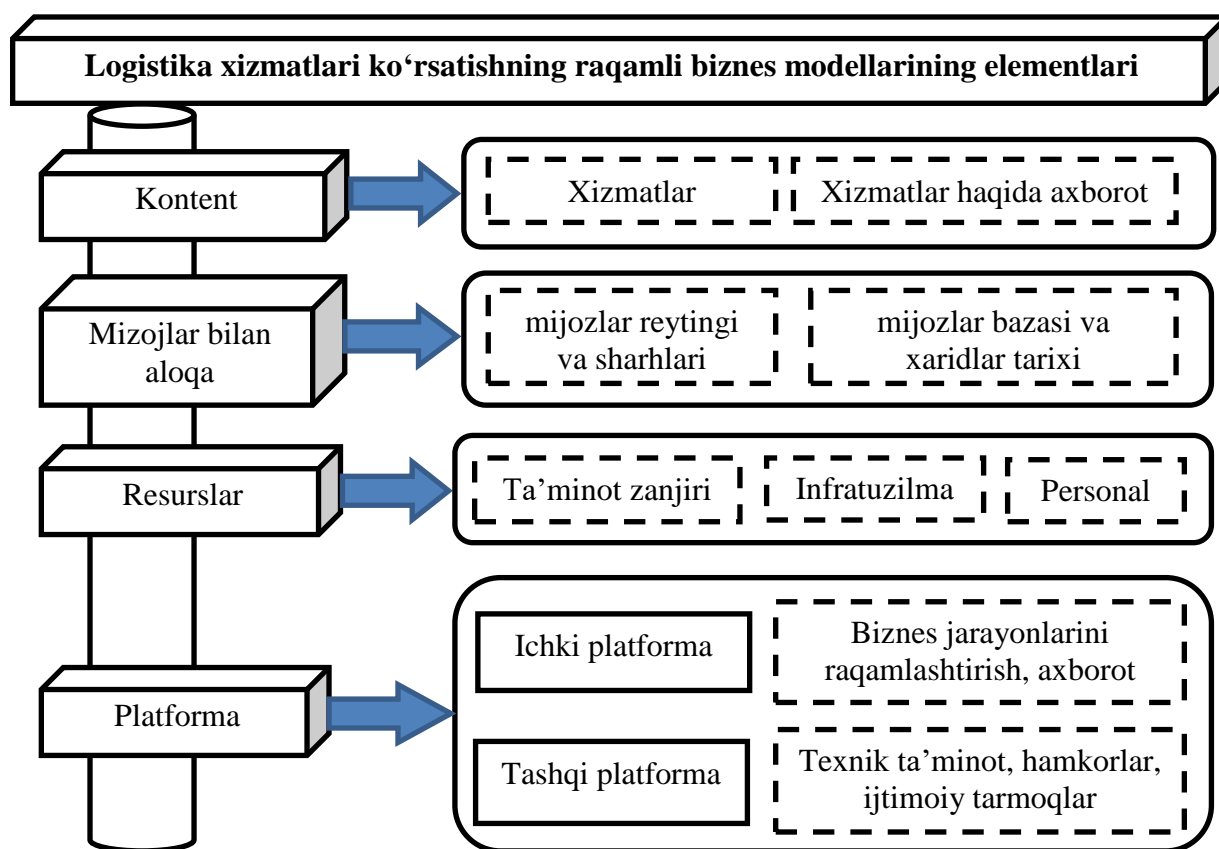 Logistika xizmatlari ko‘rsatishning raqamli biznes modellarining elementlari
Kontent
Xizmatlar
Xizmatlar haqida axborot
Mizojlar bilan
aloqa
mijozlar reytingi
va sharhlari
mijozlar bazasi va
xaridlar tarixi
Resurslar
Ta’minot zanjiri
Infratuzilma
Personal
Platforma
Ichki platforma
Biznes jarayonlarini
raqamlashtirish, axborot
Tashqi platforma
Texnik ta’minot, hamkorlar,
ijtimoiy tarmoqlar